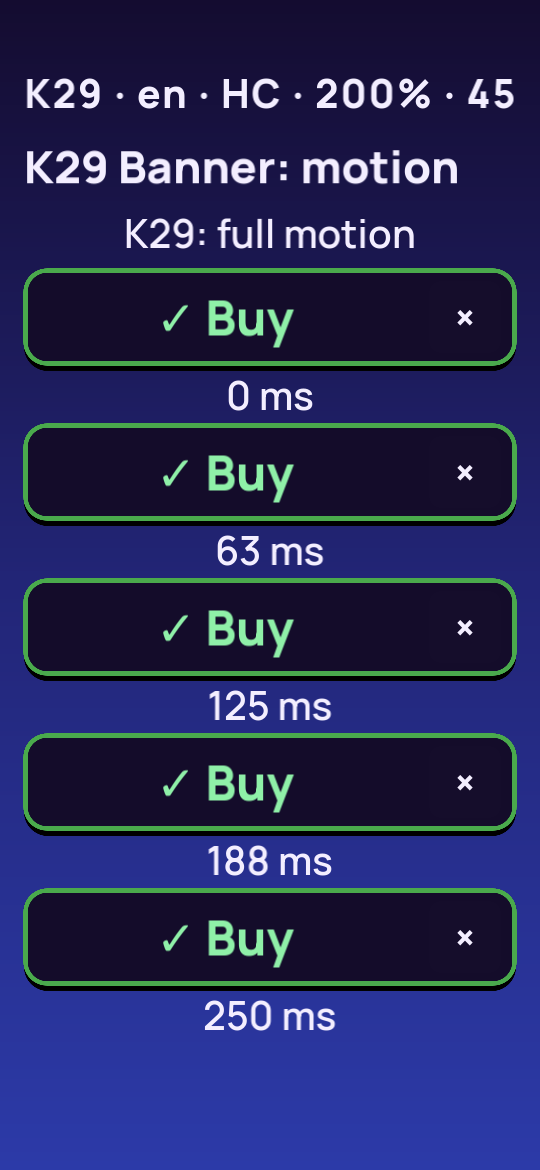 K29 · en · HC · 200% · 45
K29 Banner: motion
K29: full motion
✓ Buy ×
0 ms
✓ Buy ×
63 ms
✓ Buy ×
125 ms
✓ Buy ×
188 ms
✓ Buy ×
250 ms